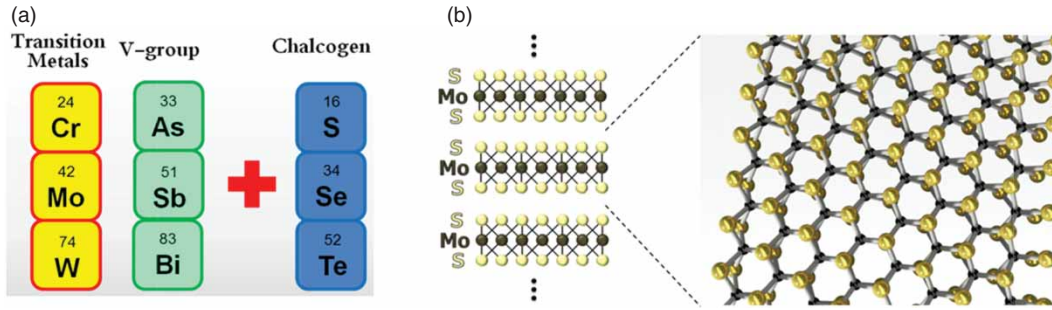 (a)
Transition
Metals
V-group
Chalcogen
24
Cr
42
Mo
74
W
33
As
51
Sb
83
Bi
16
S
34
Se
52
Te
(b)
S
Mo
S
S
Mo
S
S
Mo
S